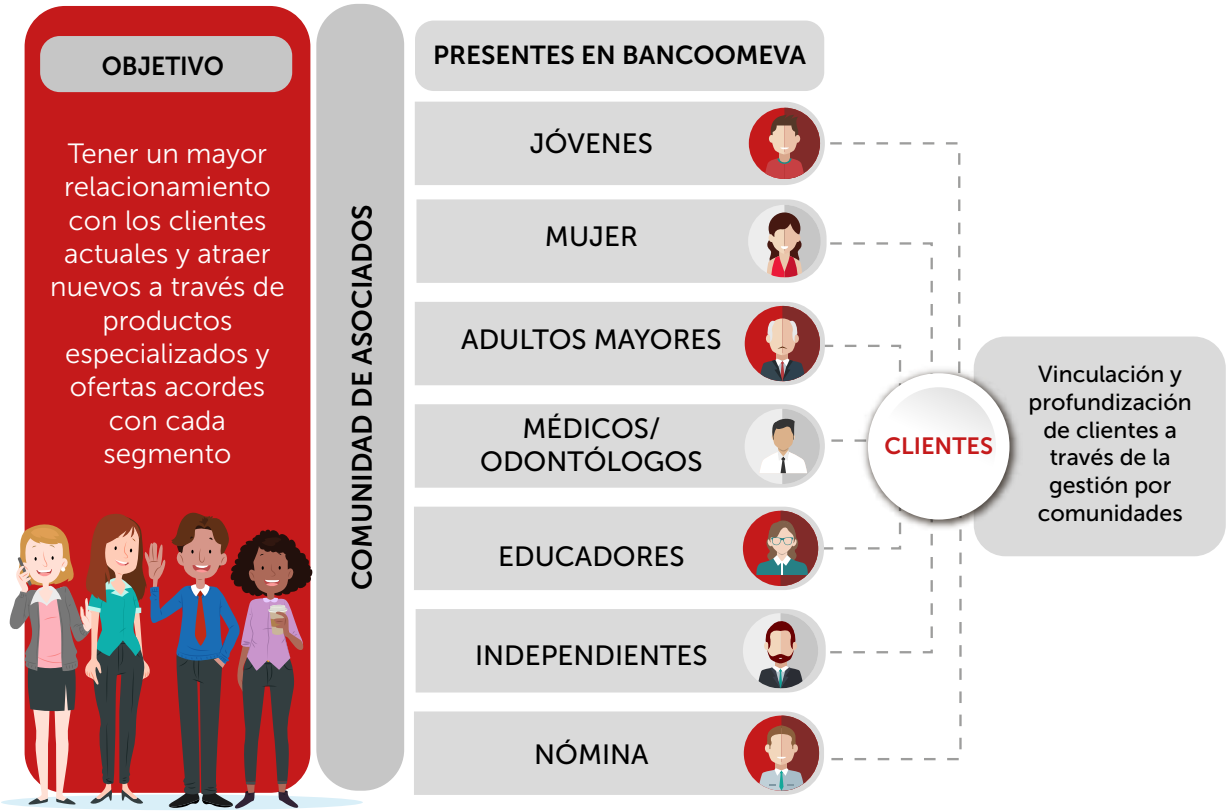 OBJETIVO
Tener un mayor
relacionamiento
con los clientes
actuales y atraer
nuevos a través de
productos
especializados y
ofertas acordes
con cada
segmento
COMUNIDAD DE ASOCIADOS
PRESENTES EN BANCOOMEVA
JÓVENES
MUJER
ADULTOS MAYORES
MÉDICOS/
ODONTÓLOGOS
EDUCADORES
INDEPENDIENTES
NÓMINA
CLIENTES
Vinculación y
profundización
de clientes a
través de la
gestión por
comunidades